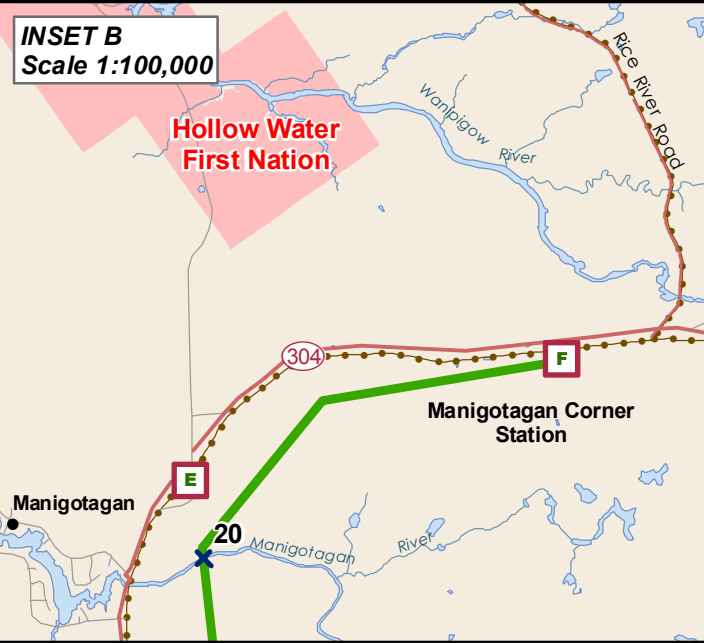 INSET B
Scale 1:100,000
Hollow Water
First Nation
Wanipigow
River
Rice River Road
304
F
Manigotagan Corner
Station
E
Manigotagan
20
Manigotagan
River